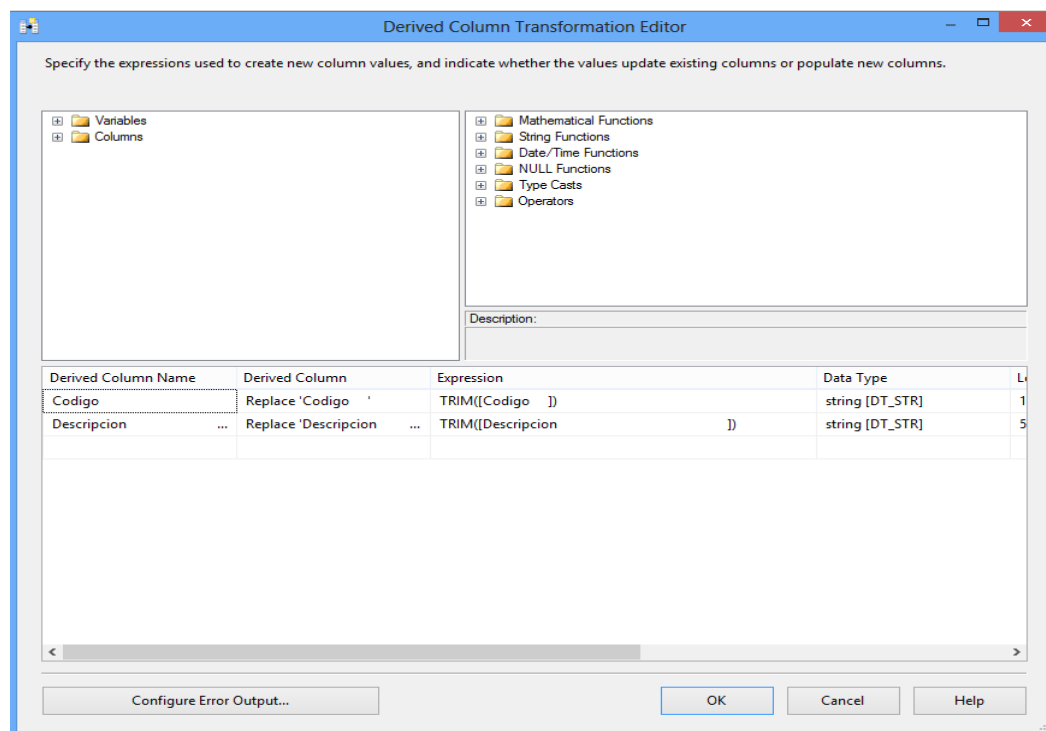 Derived Column Transformation Editor
Specify the expressions used to create new column values, and indicate whether the values update existing columns or populate new columns.
Variables
Columns
Mathematical Functions
String Functions
Date/Time Functions
NULL Functions
Type Casts
Operators
Description:
Derived Column Name Derived Column Expression Data Type Le
Codigo Replace 'Codigo    ' TRIM([Codigo    ]) string [DT_STR] 1
Descripcion ... Replace 'Descripcion ... TRIM([Descripcion                                        ]) string [DT_STR] 5
Configure Error Output... OK Cancel Help